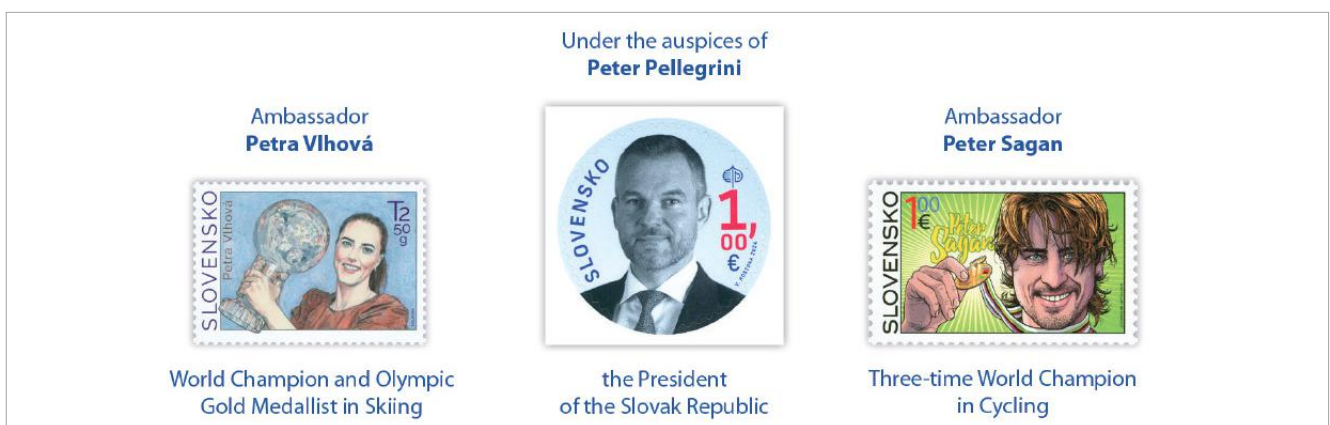 Under the auspices of
Peter Pellegrini
Ambassador
Petra Vlhová
SLOVENSKO
Petra Vlhová
T2
50
g
World Champion and Olympic
Gold Medallist in Skiing
SLOVENSKO
1,
00
€
the President
of the Slovak Republic
Ambassador
Peter Sagan
SLOVENSKO
100
€
Peter
Sagan
Three-time World Champion
in Cycling